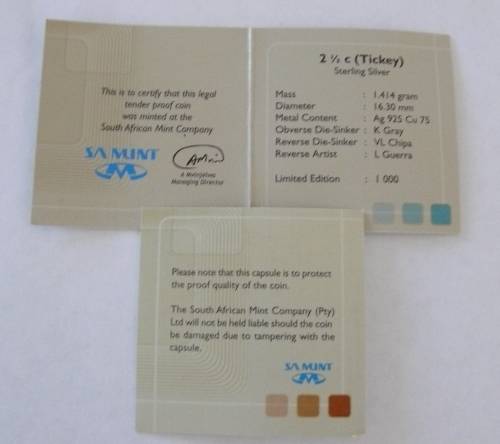 This is to certify that this legal
tender proof coin
was minted at the
South African Mint Company
SA MINT
A Mvinjelwa
Managing Director
2 ½ c (Tickey)
Sterling Silver
Mass : 1.414 gram
Diameter : 16.30 mm
Metal Content : Ag 925 Cu 75
Obverse Die-Sinker : K Gray
Reverse Die-Sinker : VL Chipa
Reverse Artist : L Guerra
Limited Edition : 1 000
Please note that this capsule is to protect
the proof quality of the coin.
The South African Mint Company (Pty)
Ltd will not be held liable should the coin
be damaged due to tampering with the
capsule.
SA MINT